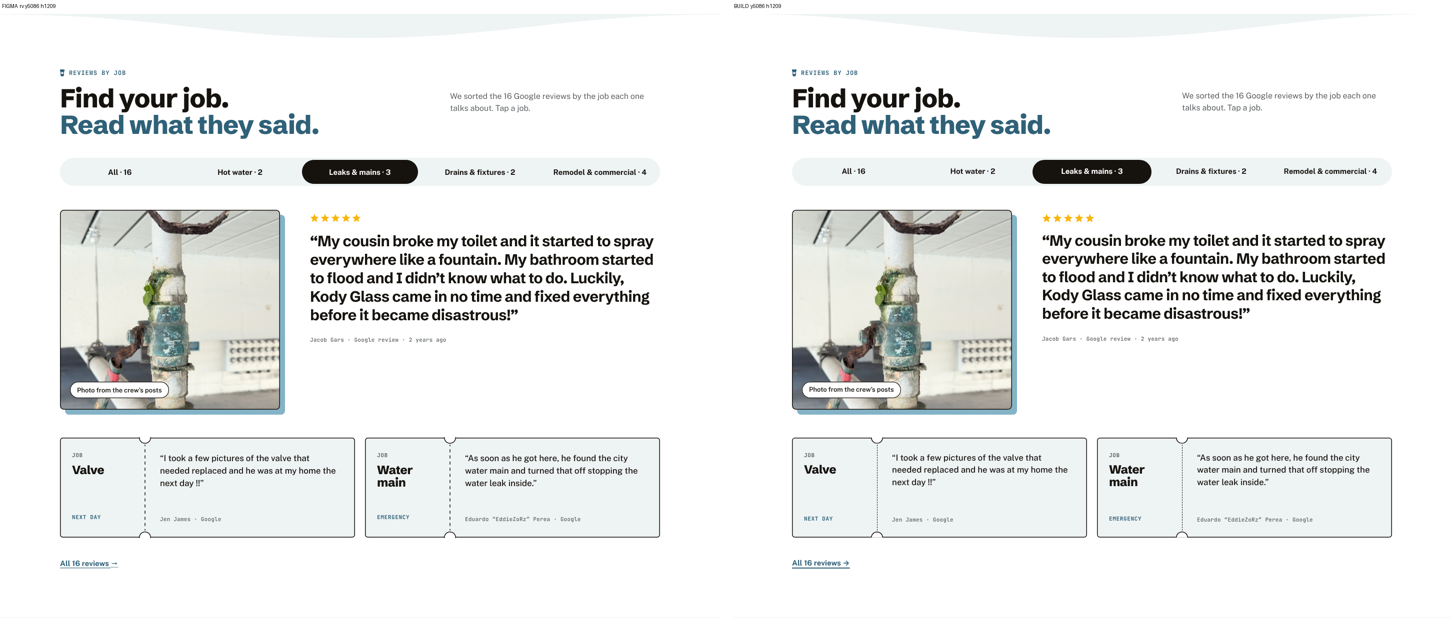 FIGMA rv y5086 h1209
REVIEWS BY JOB
Find your job.
Read what they said.
We sorted the 16 Google reviews by the job each one
talks about. Tap a job.
All · 16
Hot water · 2
Leaks & mains · 3
Drains & fixtures · 2
Remodel & commercial · 4
“My cousin broke my toilet and it started to spray
everywhere like a fountain. My bathroom started
to flood and I didn’t know what to do. Luckily,
Kody Glass came in no time and fixed everything
before it became disastrous!”
Jacob Gars · Google review · 2 years ago
Photo from the crew’s posts
JOB
Valve
NEXT DAY
“I took a few pictures of the valve that
needed replaced and he was at my home the
next day !!”
Jen James · Google
JOB
Water
main
EMERGENCY
“As soon as he got here, he found the city
water main and turned that off stopping the
water leak inside.”
Eduardo “EddieZoRz” Perea · Google
All 16 reviews →
BUILD y5086 h1209
REVIEWS BY JOB
Find your job.
Read what they said.
We sorted the 16 Google reviews by the job each one
talks about. Tap a job.
All · 16
Hot water · 2
Leaks & mains · 3
Drains & fixtures · 2
Remodel & commercial · 4
“My cousin broke my toilet and it started to spray
everywhere like a fountain. My bathroom started
to flood and I didn’t know what to do. Luckily,
Kody Glass came in no time and fixed everything
before it became disastrous!”
Jacob Gars · Google review · 2 years ago
Photo from the crew’s posts
JOB
Valve
NEXT DAY
“I took a few pictures of the valve that
needed replaced and he was at my home the
next day !!”
Jen James · Google
JOB
Water
main
EMERGENCY
“As soon as he got here, he found the city
water main and turned that off stopping the
water leak inside.”
Eduardo “EddieZoRz” Perea · Google
All 16 reviews →